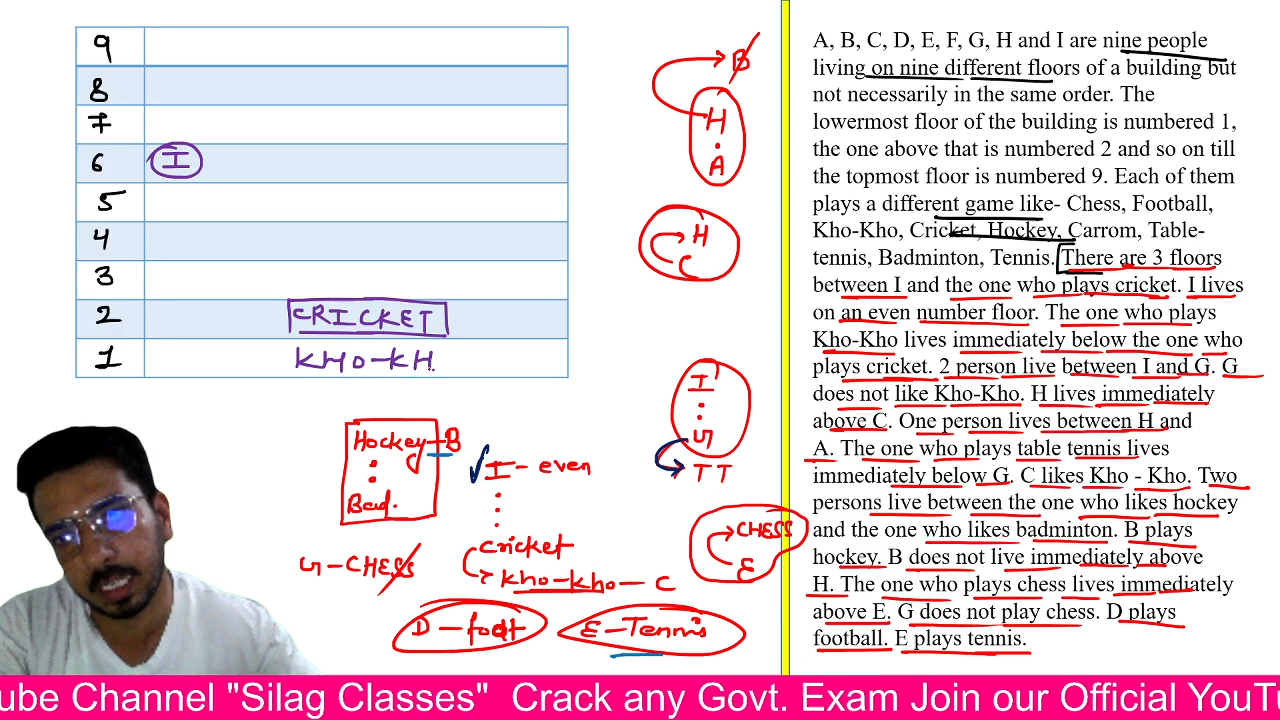 9
8
7
6 I
5
4
3
2 CRICKET
1 KHO-KH.
B
H
.
A
H
C
I
:
G
TT
CHESS
E
Hockey-B
:
Bad.
I - even
:
cricket
kho-kho - C
G-CHESS
D-foot
E-Tennis
A, B, C, D, E, F, G, H and I are nine people
living on nine different floors of a building but
not necessarily in the same order. The
lowermost floor of the building is numbered 1,
the one above that is numbered 2 and so on till
the topmost floor is numbered 9. Each of them
plays a different game like- Chess, Football,
Kho-Kho, Cricket, Hockey, Carrom, Table-
tennis, Badminton, Tennis. There are 3 floors
between I and the one who plays cricket. I lives
on an even number floor. The one who plays
Kho-Kho lives immediately below the one who
plays cricket. 2 person live between I and G. G
does not like Kho-Kho. H lives immediately
above C. One person lives between H and
A. The one who plays table tennis lives
immediately below G. C likes Kho - Kho. Two
persons live between the one who likes hockey
and the one who likes badminton. B plays
hockey. B does not live immediately above
H. The one who plays chess lives immediately
above E. G does not play chess. D plays
football. E plays tennis.
ube Channel "Silag Classes" Crack any Govt. Exam Join our Official YouT